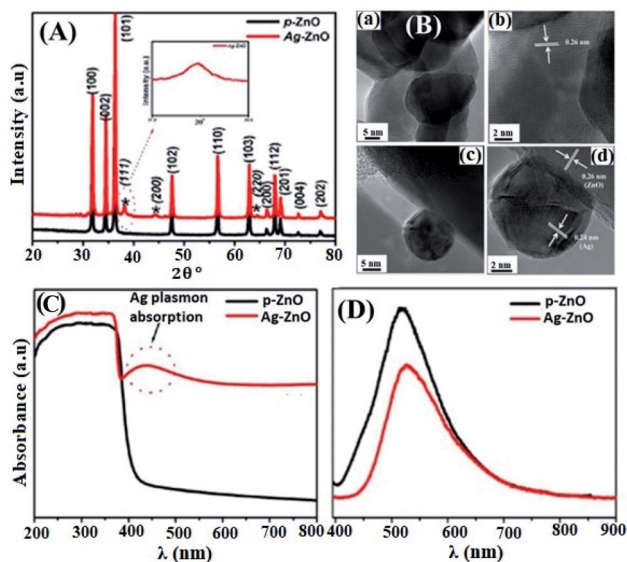 (A)
p-ZnO
Ag-ZnO
(101)
(100)
(002)
(111)
*
(200)
*
(102)
(110)
(103)
(220)
*
(200)
(112)
(201)
(004)
(202)
Ag-ZnO
Intensity (a.u.)
2θ°
Intensity (a.u)
20 30 40 50 60 70 80
2θ°
(B)
(a)
5 nm
(b)
0.26 nm
2 nm
(c)
5 nm
(d)
0.26 nm
(ZnO)
0.24 nm
(Ag)
2 nm
(C)
Ag plasmon
absorption
p-ZnO
Ag-ZnO
Absorbance (a.u)
200 300 400 500 600 700 800
λ (nm)
(D)
p-ZnO
Ag-ZnO
400 500 600 700 800 900
λ (nm)